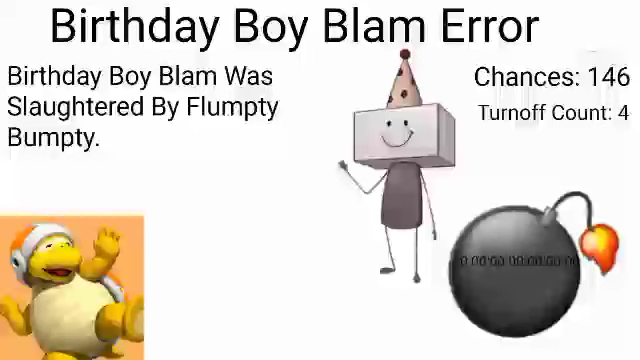 Birthday Boy Blam Error
Birthday Boy Blam Was
Slaughtered By Flumpty
Bumpty.
Chances: 146
Turnoff Count: 4